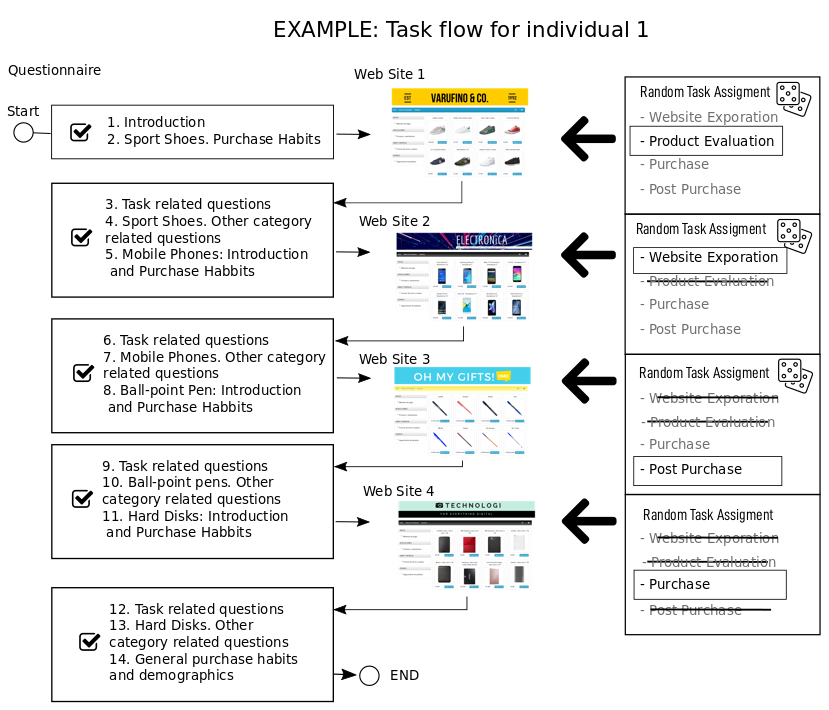 EXAMPLE: Task flow for individual 1
Questionnaire
Start
1. Introduction
2. Sport Shoes. Purchase Habits
Web Site 1
VARUFINO & CO.
Random Task Assigment
- Website Exporation
- Product Evaluation
- Purchase
- Post Purchase
3. Task related questions
4. Sport Shoes. Other category
related questions
5. Mobile Phones: Introduction
and Purchase Habbits
Web Site 2
ELECTRONiCA
Random Task Assigment
- Website Exporation
- Product Evaluation
- Purchase
- Post Purchase
6. Task related questions
7. Mobile Phones. Other category
related questions
8. Ball-point Pen: Introduction
and Purchase Habbits
Web Site 3
OH MY GIFTS!
Random Task Assigment
- Website Exporation
- Product Evaluation
- Purchase
- Post Purchase
9. Task related questions
10. Ball-point pens. Other
category related questions
11. Hard Disks: Introduction
and Purchase Habbits
Web Site 4
TECHNOLOGI
FOR EVERYTHING DIGITAL
Random Task Assigment
- Website Exporation
- Product Evaluation
- Purchase
- Post Purchase
12. Task related questions
13. Hard Disks. Other
category related questions
14. General purchase habits
and demographics
END